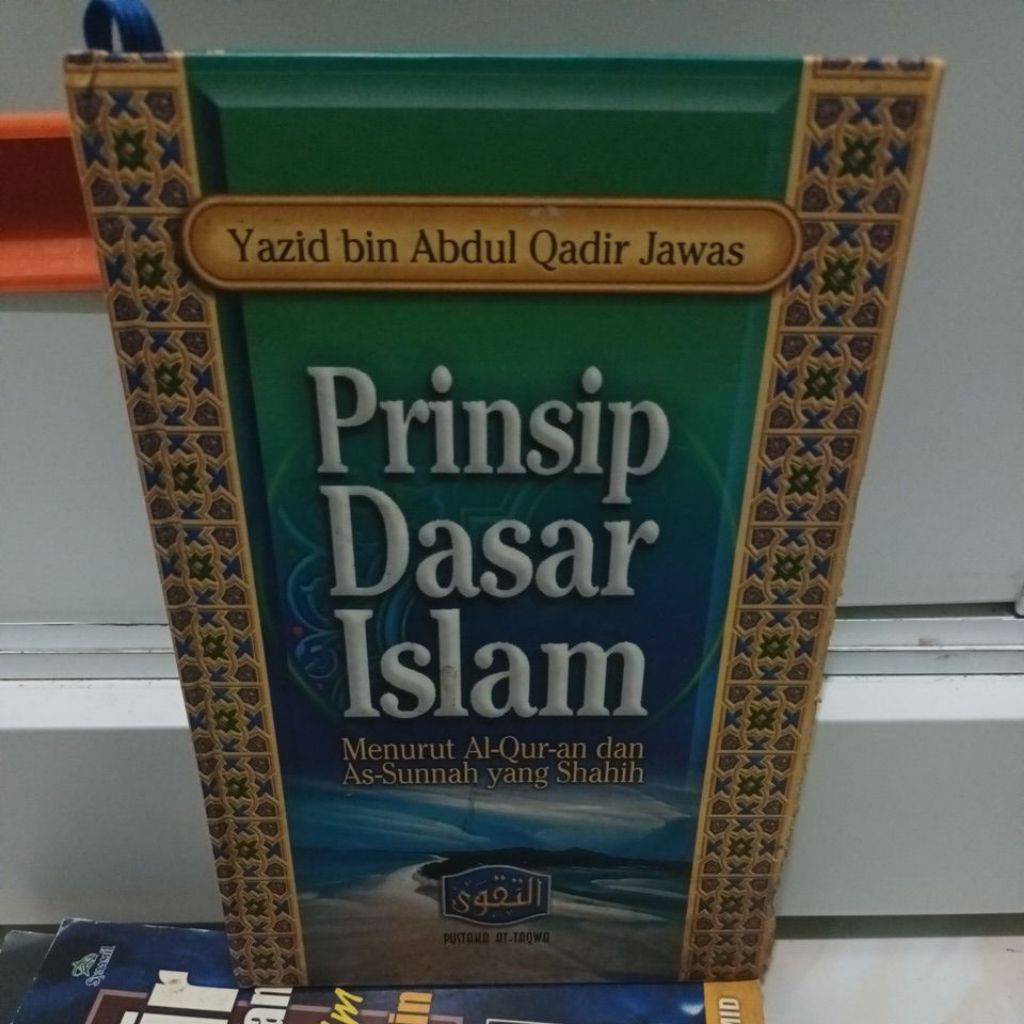 Yazid bin Abdul Qadir Jawas
Prinsip
Dasar
Islam
Menurut Al-Qur-an dan
As-Sunnah yang Shahih
التقوى
PUSTAKA AT-TAQWA